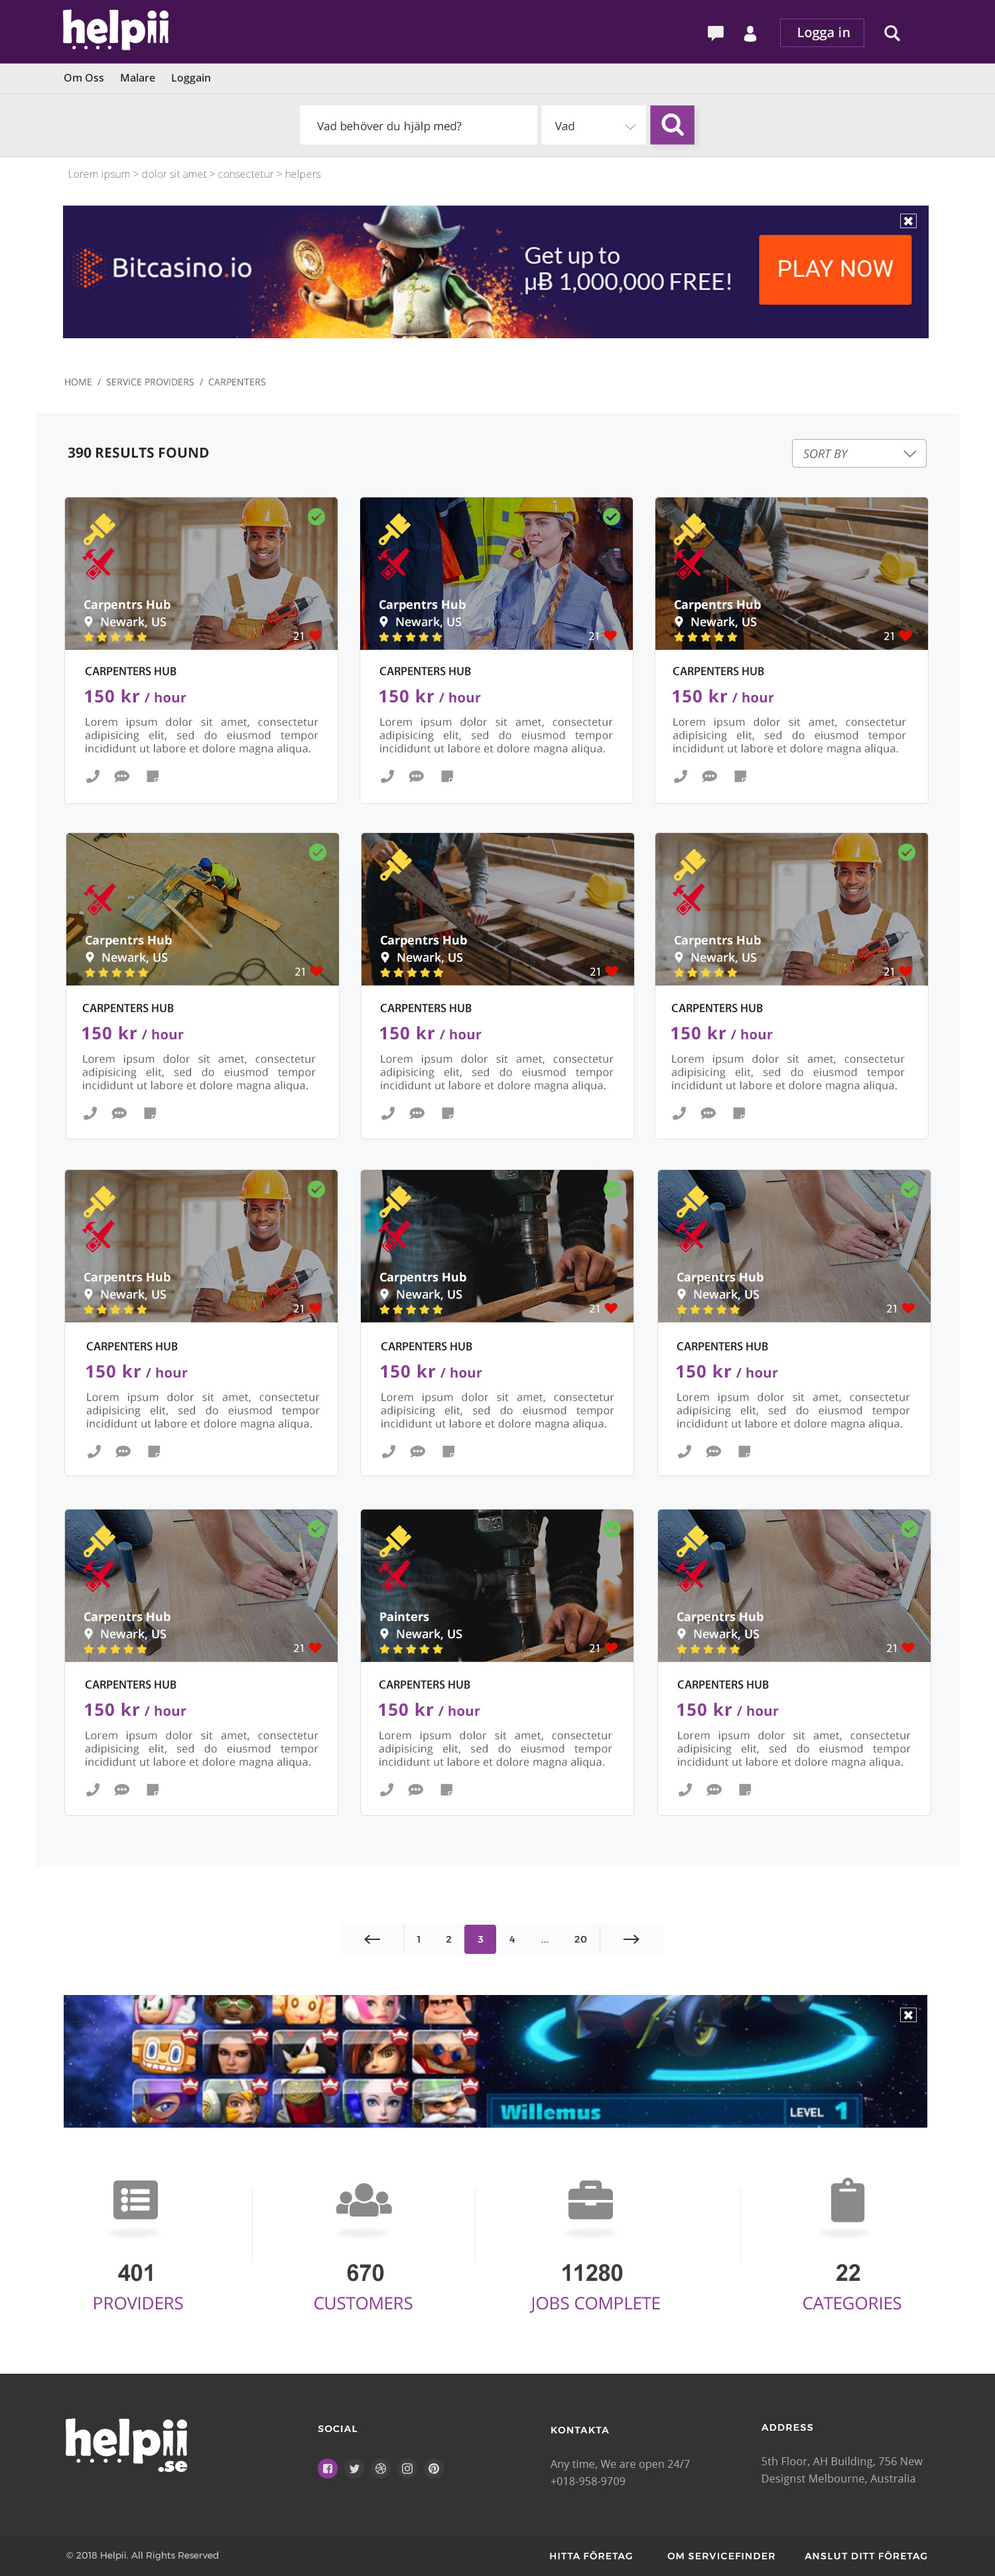 helpii
Logga in
Om Oss Malare Loggain
Vad behöver du hjälp med? Vad
Lorem ipsum > dolor sit amet > consectetur > helpers
Bitcasino.io
Get up to
µɃ 1,000,000 FREE!
PLAY NOW
HOME / SERVICE PROVIDERS / CARPENTERS
390 RESULTS FOUND
SORT BY
Carpentrs Hub
Newark, US
21
CARPENTERS HUB
150 kr / hour
Lorem ipsum dolor sit amet, consectetur
adipisicing elit, sed do eiusmod tempor
incididunt ut labore et dolore magna aliqua.
Carpentrs Hub
Newark, US
21
CARPENTERS HUB
150 kr / hour
Lorem ipsum dolor sit amet, consectetur
adipisicing elit, sed do eiusmod tempor
incididunt ut labore et dolore magna aliqua.
Carpentrs Hub
Newark, US
21
CARPENTERS HUB
150 kr / hour
Lorem ipsum dolor sit amet, consectetur
adipisicing elit, sed do eiusmod tempor
incididunt ut labore et dolore magna aliqua.
Carpentrs Hub
Newark, US
21
CARPENTERS HUB
150 kr / hour
Lorem ipsum dolor sit amet, consectetur
adipisicing elit, sed do eiusmod tempor
incididunt ut labore et dolore magna aliqua.
Carpentrs Hub
Newark, US
21
CARPENTERS HUB
150 kr / hour
Lorem ipsum dolor sit amet, consectetur
adipisicing elit, sed do eiusmod tempor
incididunt ut labore et dolore magna aliqua.
Carpentrs Hub
Newark, US
21
CARPENTERS HUB
150 kr / hour
Lorem ipsum dolor sit amet, consectetur
adipisicing elit, sed do eiusmod tempor
incididunt ut labore et dolore magna aliqua.
Carpentrs Hub
Newark, US
21
CARPENTERS HUB
150 kr / hour
Lorem ipsum dolor sit amet, consectetur
adipisicing elit, sed do eiusmod tempor
incididunt ut labore et dolore magna aliqua.
Carpentrs Hub
Newark, US
21
CARPENTERS HUB
150 kr / hour
Lorem ipsum dolor sit amet, consectetur
adipisicing elit, sed do eiusmod tempor
incididunt ut labore et dolore magna aliqua.
Carpentrs Hub
Newark, US
21
CARPENTERS HUB
150 kr / hour
Lorem ipsum dolor sit amet, consectetur
adipisicing elit, sed do eiusmod tempor
incididunt ut labore et dolore magna aliqua.
Carpentrs Hub
Newark, US
21
CARPENTERS HUB
150 kr / hour
Lorem ipsum dolor sit amet, consectetur
adipisicing elit, sed do eiusmod tempor
incididunt ut labore et dolore magna aliqua.
Painters
Newark, US
21
CARPENTERS HUB
150 kr / hour
Lorem ipsum dolor sit amet, consectetur
adipisicing elit, sed do eiusmod tempor
incididunt ut labore et dolore magna aliqua.
Carpentrs Hub
Newark, US
21
CARPENTERS HUB
150 kr / hour
Lorem ipsum dolor sit amet, consectetur
adipisicing elit, sed do eiusmod tempor
incididunt ut labore et dolore magna aliqua.
1 2 3 4 ... 20
Willemus LEVEL 1
401
PROVIDERS
670
CUSTOMERS
11280
JOBS COMPLETE
22
CATEGORIES
helpii
.se
SOCIAL
KONTAKTA
Any time, We are open 24/7
+018-958-9709
ADDRESS
5th Floor, AH Building, 756 New
Designst Melbourne, Australia
© 2018 Helpii. All Rights Reserved
HITTA FÖRETAG OM SERVICEFINDER ANSLUT DITT FÖRETAG